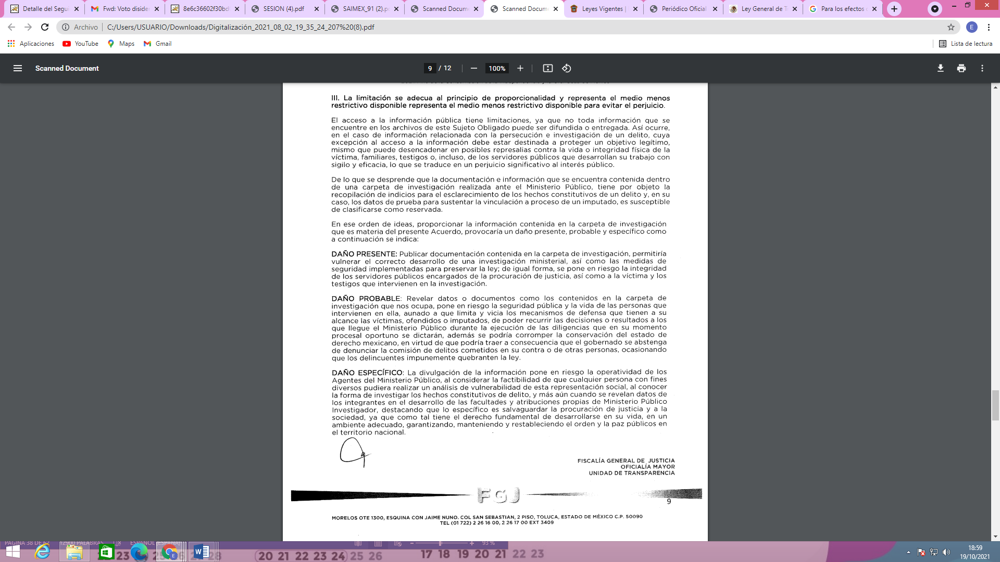 Detalle del Segui
Fwd: Voto disider
8e6c36602f30bd
SESION (4).pdf
SAIMEX_91 (2).pd
Scanned Docum
Scanned Docum
Leyes Vigentes |
Periódico Oficial
Ley General de T
Para los efectos
Archivo
C:/Users/USUARIO/Downloads/Digitalización_2021_08_02_19_35_24_207%20(8).pdf
E
Aplicaciones
YouTube
Maps
Gmail
Lista de lectura
Scanned Document
9 / 12
100%
III. La limitación se adecua al principio de proporcionalidad y representa el medio menos
restrictivo disponible representa el medio menos restrictivo disponible para evitar el perjuicio.
El acceso a la información pública tiene limitaciones, ya que no toda información que se
encuentre en los archivos de este Sujeto Obligado puede ser difundida o entregada. Así ocurre,
en el caso de información relacionada con la persecución e investigación de un delito, cuya
excepción al acceso a la información debe estar destinada a proteger un objetivo legítimo,
mismo que puede desencadenar en posibles represalias contra la vida o integridad física de la
víctima, familiares, testigos o, incluso, de los servidores públicos que desarrollan su trabajo con
sigilo y eficacia, lo que se traduce en un perjuicio significativo al interés público.
De lo que se desprende que la documentación e información que se encuentra contenida dentro
de una carpeta de investigación realizada ante el Ministerio Público, tiene por objeto la
recopilación de indicios para el esclarecimiento de los hechos constitutivos de un delito y, en su
caso, los datos de prueba para sustentar la vinculación a proceso de un imputado, es susceptible
de clasificarse como reservada.
En ese orden de ideas, proporcionar la información contenida en la carpeta de investigación
que es materia del presente Acuerdo, provocaría un daño presente, probable y específico como
a continuación se indica:
DAÑO PRESENTE: Publicar documentación contenida en la carpeta de investigación, permitiría
vulnerar el correcto desarrollo de una investigación ministerial, así como las medidas de
seguridad implementadas para preservar la ley; de igual forma, se pone en riesgo la integridad
de los servidores públicos encargados de la procuración de justicia, así como a la víctima y los
testigos que intervienen en la investigación.
DAÑO PROBABLE: Revelar datos o documentos como los contenidos en la carpeta de
investigación que nos ocupa, pone en riesgo la seguridad pública y la vida de las personas que
intervienen en ella, aunado a que limita y vicia los mecanismos de defensa que tienen a su
alcance las víctimas, ofendidos o imputados, de poder recurrir las decisiones o resultados a los
que llegue el Ministerio Público durante la ejecución de las diligencias que en su momento
procesal oportuno se dictarán, además se podría corromper la conservación del estado de
derecho mexicano, en virtud de que podría traer a consecuencia que el gobernado se abstenga
de denunciar la comisión de delitos cometidos en su contra o de otras personas, ocasionando
que los delincuentes impunemente quebranten la ley.
DAÑO ESPECÍFICO: La divulgación de la información pone en riesgo la operatividad de los
Agentes del Ministerio Público, al considerar la factibilidad de que cualquier persona con fines
diversos pudiera realizar un análisis de vulnerabilidad de esta representación social, al conocer
la forma de investigar los hechos constitutivos de delito, y más aún cuando se revelan datos de
los integrantes en el desarrollo de las facultades y atribuciones propias de Ministerio Público
Investigador, destacando que lo específico es salvaguardar la procuración de justicia y a la
sociedad, ya que como tal tiene el derecho fundamental de desarrollarse en su vida, en un
ambiente adecuado, garantizando, manteniendo y restableciendo el orden y la paz públicos en
el territorio nacional.
FISCALÍA GENERAL DE JUSTICIA
OFICIALÍA MAYOR
UNIDAD DE TRANSPARENCIA
FGJ
9
MORELOS OTE 1300, ESQUINA CON JAIME NUNO. COL SAN SEBASTIAN, 2 PISO, TOLUCA, ESTADO DE MÉXICO C.P. 50090
TEL (01 722) 2 26 16 00, 2 26 17 00 EXT 3409
PÁGINA 38 DE 62 12900 PALABRAS ESPAÑOL (ESPAÑA) 93 %
23 20 21 22 23 24 25 26 17 18 19 20 21 22 23
18:59
19/10/2021